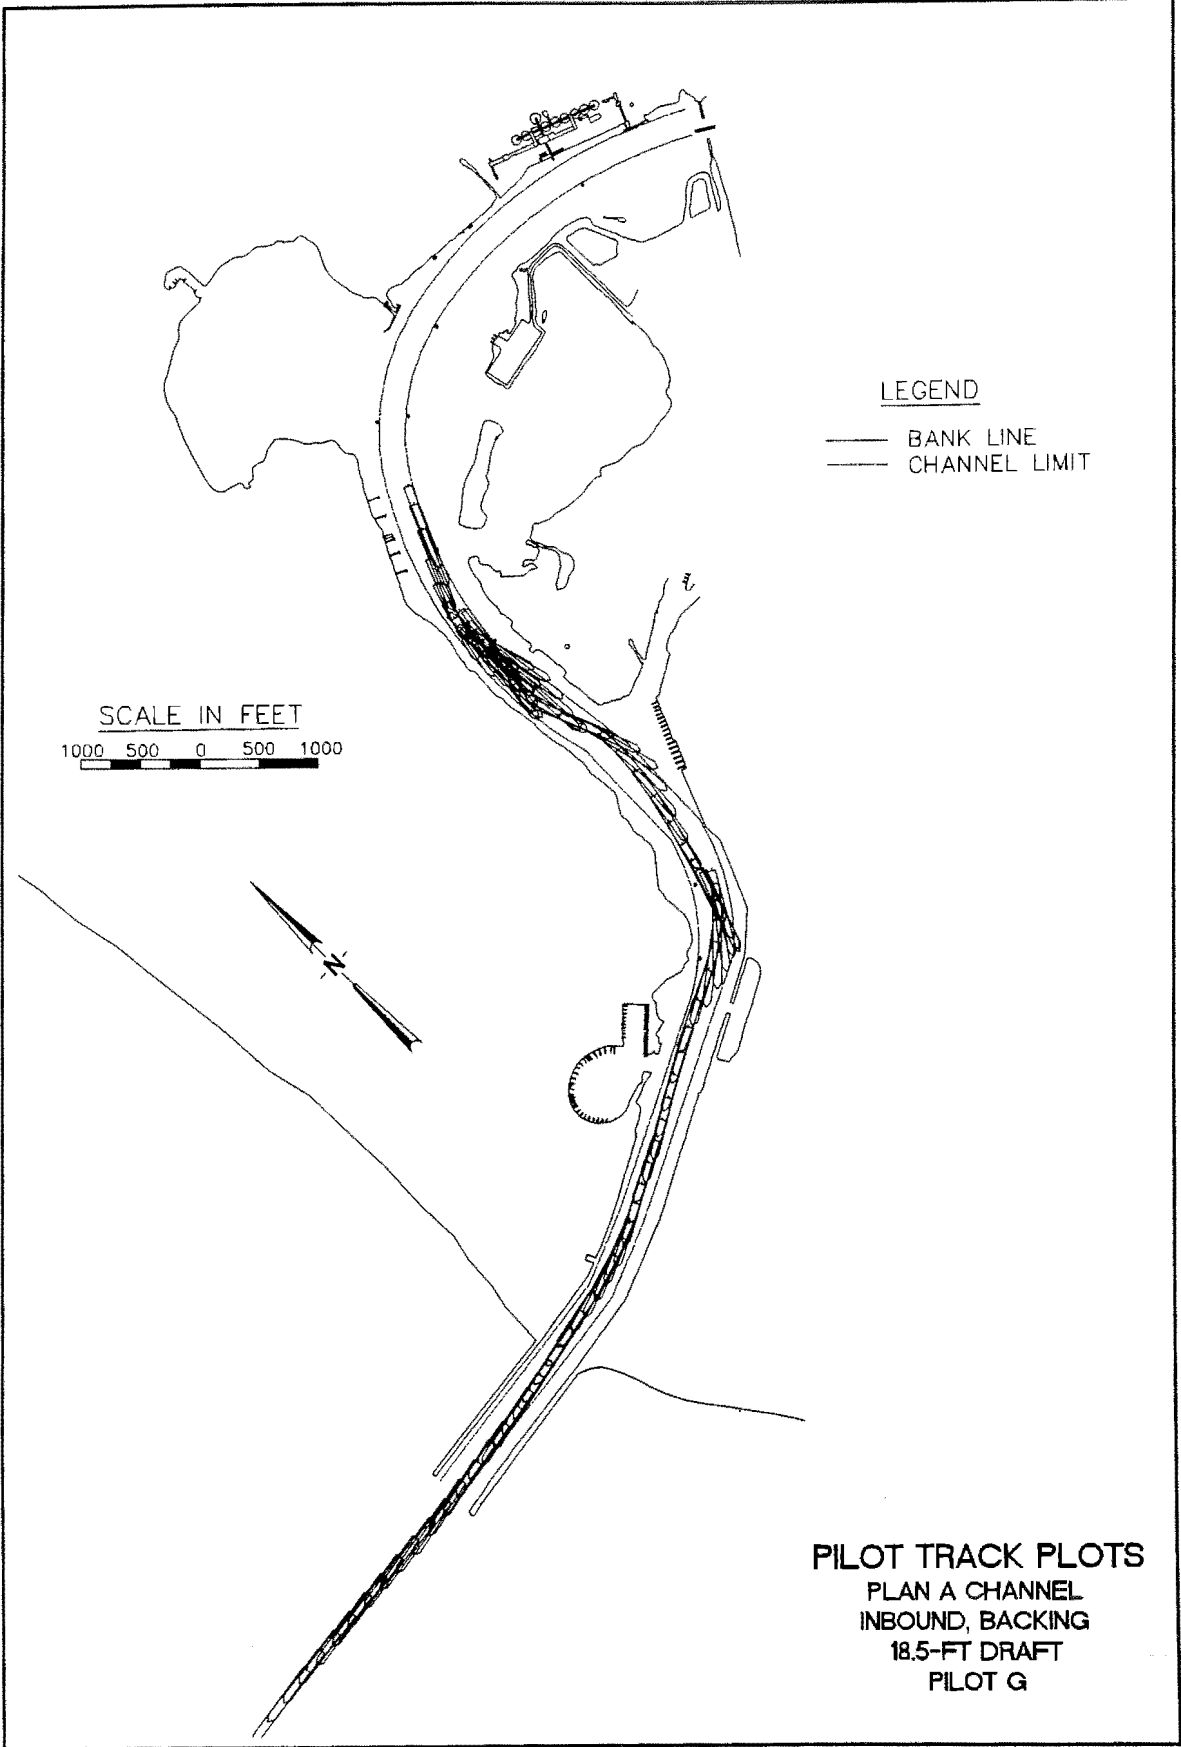 LEGEND
BANK LINE
CHANNEL LIMIT
SCALE IN FEET
1000 500 0 500 1000
N
PILOT TRACK PLOTS
PLAN A CHANNEL
INBOUND, BACKING
18.5-FT DRAFT
PILOT G